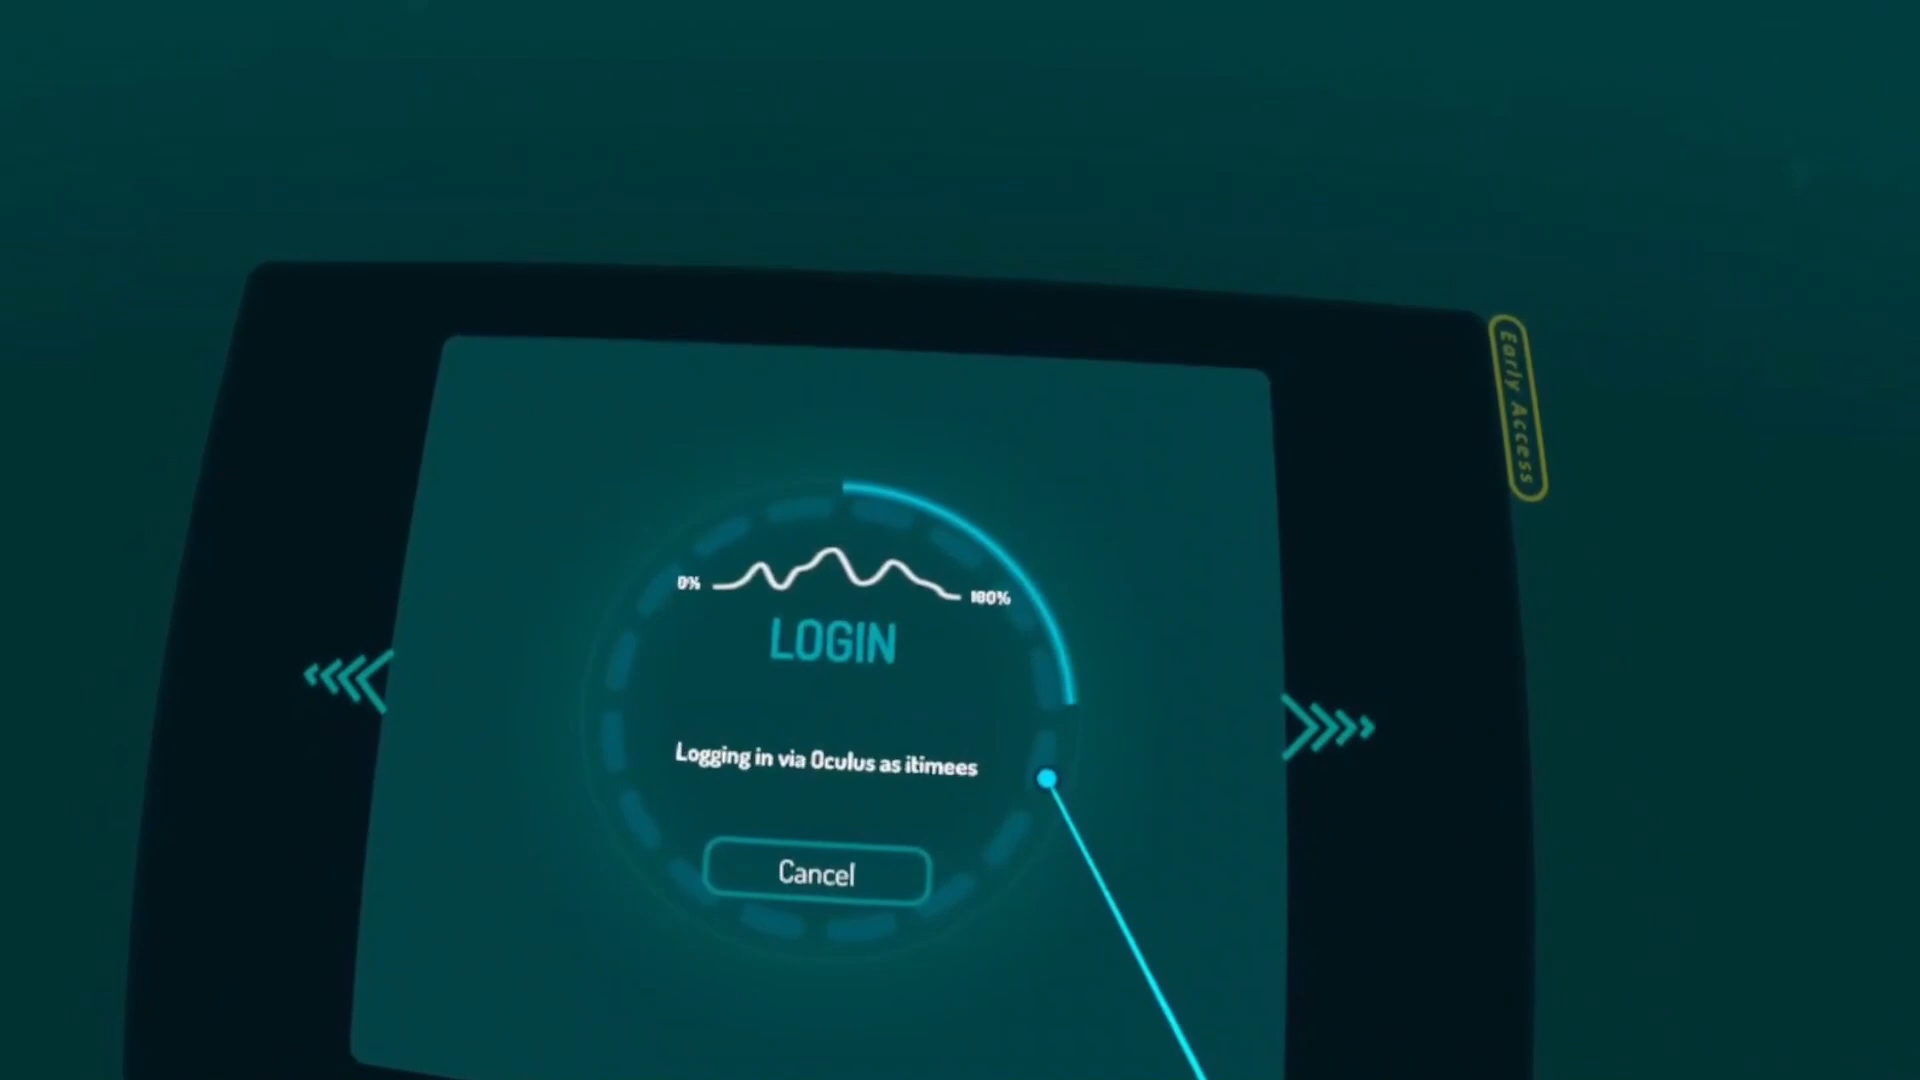 Early Access
0%
100%
LOGIN
Logging in via Oculus as itimees
Cancel